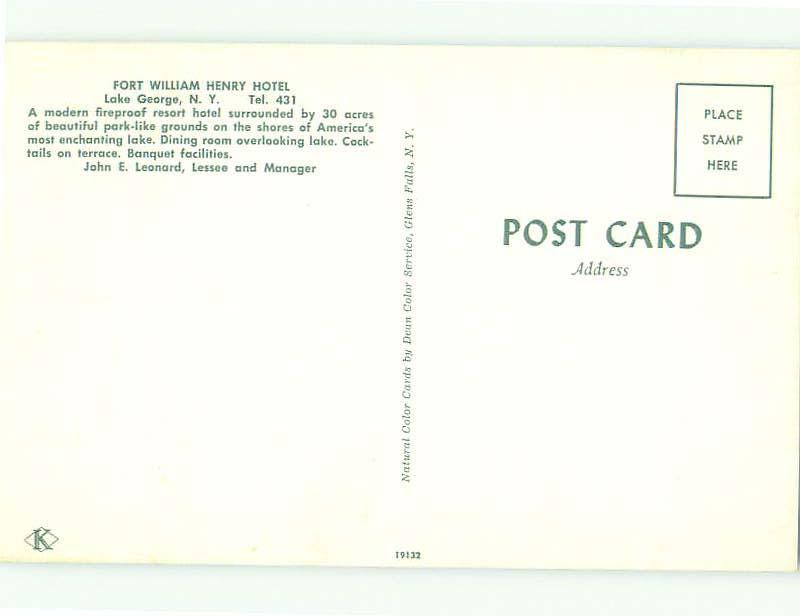 FORT WILLIAM HENRY HOTEL
Lake George, N. Y. Tel. 431
A modern fireproof resort hotel surrounded by 30 acres
of beautiful park-like grounds on the shores of America's
most enchanting lake. Dining room overlooking lake. Cock-
tails on terrace. Banquet facilities.
John E. Leonard, Lessee and Manager
Natural Color Cards by Dean Color Service, Glens Falls, N. Y.
PLACE
STAMP
HERE
POST CARD
Address
K
19132